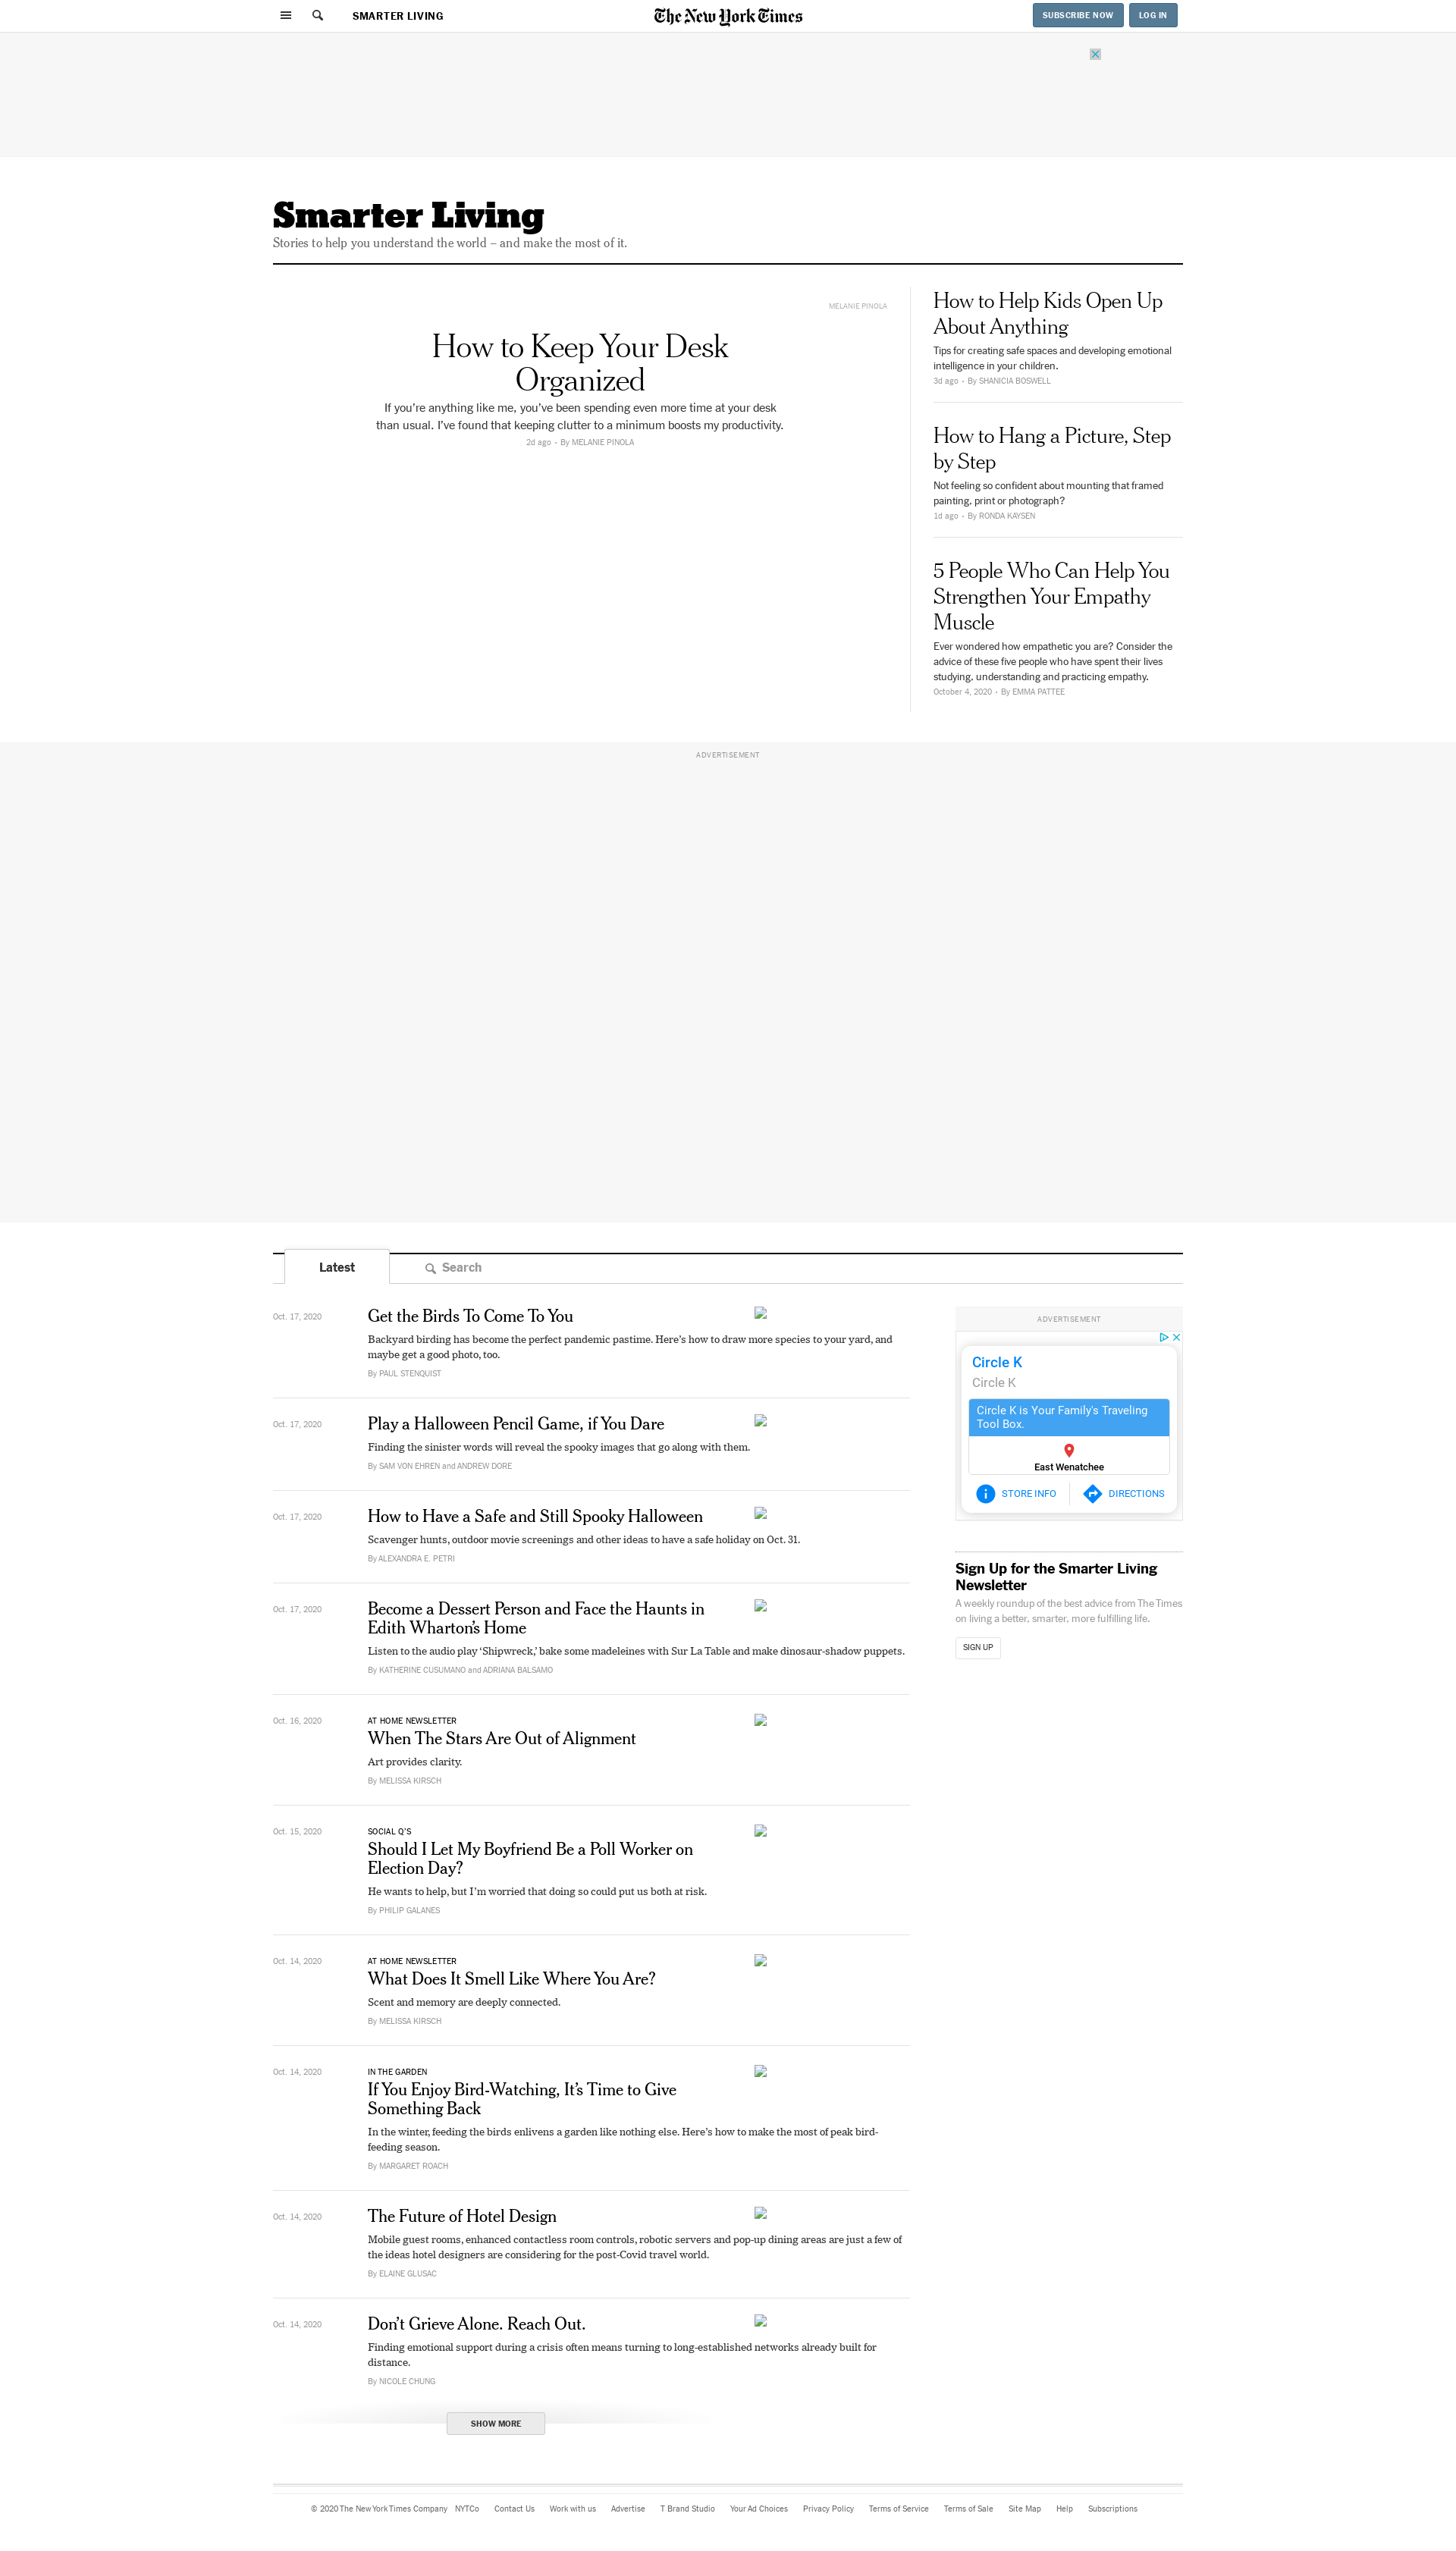 SMARTER LIVING
The New York Times
SUBSCRIBE NOW
LOG IN
Smarter Living
Stories to help you understand the world – and make the most of it.
MELANIE PINOLA
How to Keep Your Desk
Organized
If you're anything like me, you've been spending even more time at your desk
than usual. I've found that keeping clutter to a minimum boosts my productivity.
2d ago • By MELANIE PINOLA
How to Help Kids Open Up
About Anything
Tips for creating safe spaces and developing emotional
intelligence in your children.
3d ago • By SHANICIA BOSWELL
How to Hang a Picture, Step
by Step
Not feeling so confident about mounting that framed
painting, print or photograph?
1d ago • By RONDA KAYSEN
5 People Who Can Help You
Strengthen Your Empathy
Muscle
Ever wondered how empathetic you are? Consider the
advice of these five people who have spent their lives
studying, understanding and practicing empathy.
October 4, 2020 • By EMMA PATTEE
ADVERTISEMENT
Latest
Search
Oct. 17, 2020
Get the Birds To Come To You
Backyard birding has become the perfect pandemic pastime. Here's how to draw more species to your yard, and
maybe get a good photo, too.
By PAUL STENQUIST
Oct. 17, 2020
Play a Halloween Pencil Game, if You Dare
Finding the sinister words will reveal the spooky images that go along with them.
By SAM VON EHREN and ANDREW DORE
Oct. 17, 2020
How to Have a Safe and Still Spooky Halloween
Scavenger hunts, outdoor movie screenings and other ideas to have a safe holiday on Oct. 31.
By ALEXANDRA E. PETRI
Oct. 17, 2020
Become a Dessert Person and Face the Haunts in
Edith Wharton's Home
Listen to the audio play 'Shipwreck,' bake some madeleines with Sur La Table and make dinosaur-shadow puppets.
By KATHERINE CUSUMANO and ADRIANA BALSAMO
Oct. 16, 2020
AT HOME NEWSLETTER
When The Stars Are Out of Alignment
Art provides clarity.
By MELISSA KIRSCH
Oct. 15, 2020
SOCIAL Q'S
Should I Let My Boyfriend Be a Poll Worker on
Election Day?
He wants to help, but I'm worried that doing so could put us both at risk.
By PHILIP GALANES
Oct. 14, 2020
AT HOME NEWSLETTER
What Does It Smell Like Where You Are?
Scent and memory are deeply connected.
By MELISSA KIRSCH
Oct. 14, 2020
IN THE GARDEN
If You Enjoy Bird-Watching, It's Time to Give
Something Back
In the winter, feeding the birds enlivens a garden like nothing else. Here's how to make the most of peak bird-
feeding season.
By MARGARET ROACH
Oct. 14, 2020
The Future of Hotel Design
Mobile guest rooms, enhanced contactless room controls, robotic servers and pop-up dining areas are just a few of
the ideas hotel designers are considering for the post-Covid travel world.
By ELAINE GLUSAC
Oct. 14, 2020
Don't Grieve Alone. Reach Out.
Finding emotional support during a crisis often means turning to long-established networks already built for
distance.
By NICOLE CHUNG
SHOW MORE
ADVERTISEMENT
Circle K
Circle K
Circle K is Your Family's Traveling
Tool Box.
East Wenatchee
STORE INFO
DIRECTIONS
Sign Up for the Smarter Living
Newsletter
A weekly roundup of the best advice from The Times
on living a better, smarter, more fulfilling life.
SIGN UP
© 2020 The New York Times Company NYTCo Contact Us Work with us Advertise T Brand Studio Your Ad Choices Privacy Policy Terms of Service Terms of Sale Site Map Help Subscriptions